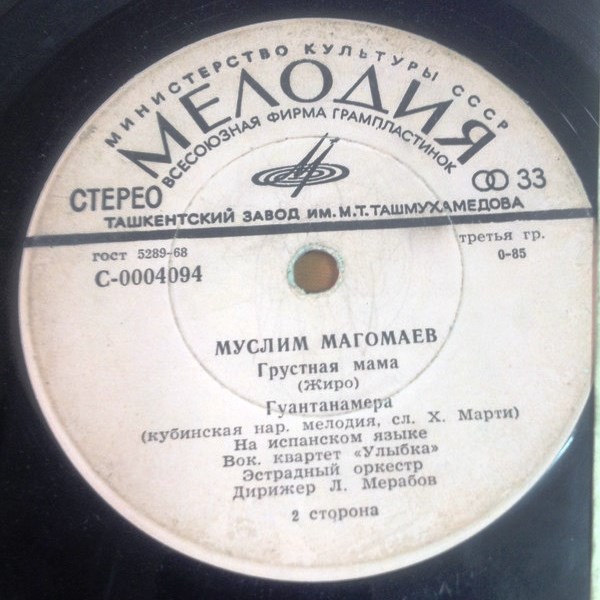 МИНИСТЕРСТВО КУЛЬТУРЫ СССР
МЕЛОДИЯ
ВСЕСОЮЗНАЯ ФИРМА ГРАМПЛАСТИНОК
СТЕРЕО
33
ТАШКЕНТСКИЙ ЗАВОД ИМ. М.Т. ТАШМУХАМЕДОВА
гост 5289-68
третья гр.
С-0004094
0-85
МУСЛИМ МАГОМАЕВ
Грустная мама
(Жиро)
Гуантанамера
(кубинская нар. мелодия, сл. Х. Марти)
На испанском языке
Вок. квартет «Улыбка»
Эстрадный оркестр
Дирижер Л. Мерабов
2 сторона